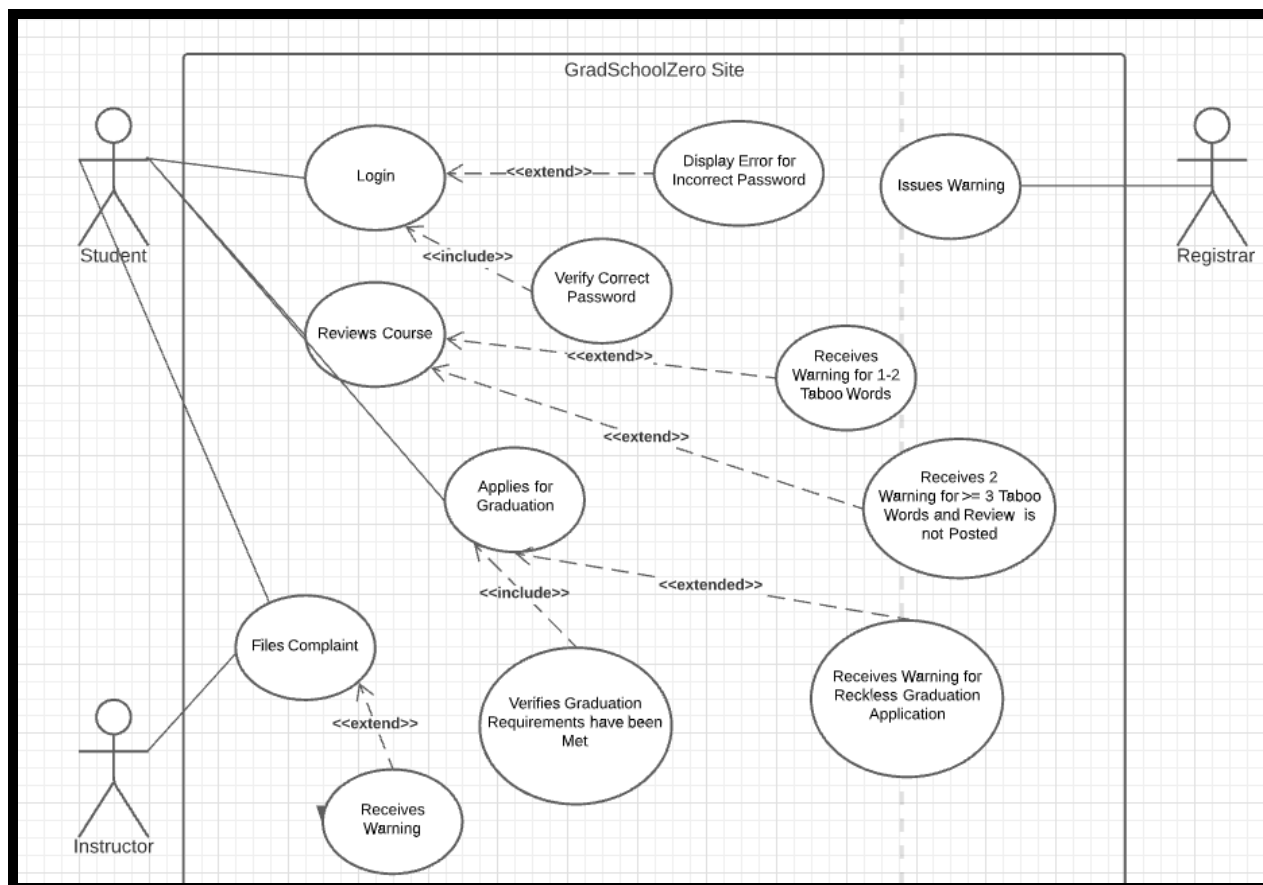 GradSchoolZero Site
Student
Login
<<extend>>
Display Error for
Incorrect Password
Issues Warning
Registrar
<<include>>
Verify Correct
Password
Reviews Course
<<extend>>
Receives
Warning for 1-2
Taboo Words
<<extend>>
Receives 2
Warning for >= 3 Taboo
Words and Review is
not Posted
Applies for
Graduation
<<include>>
<<extended>>
Files Complaint
Verifies Graduation
Requirements have been
Met
Receives Warning for
Reckless Graduation
Application
<<extend>>
Receives
Warning
Instructor